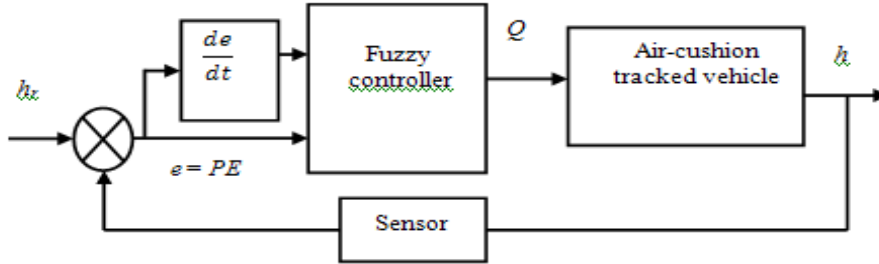 de
dt
Fuzzy
controller
Q
Air-cushion
tracked vehicle
h
hr
e = PE
Sensor